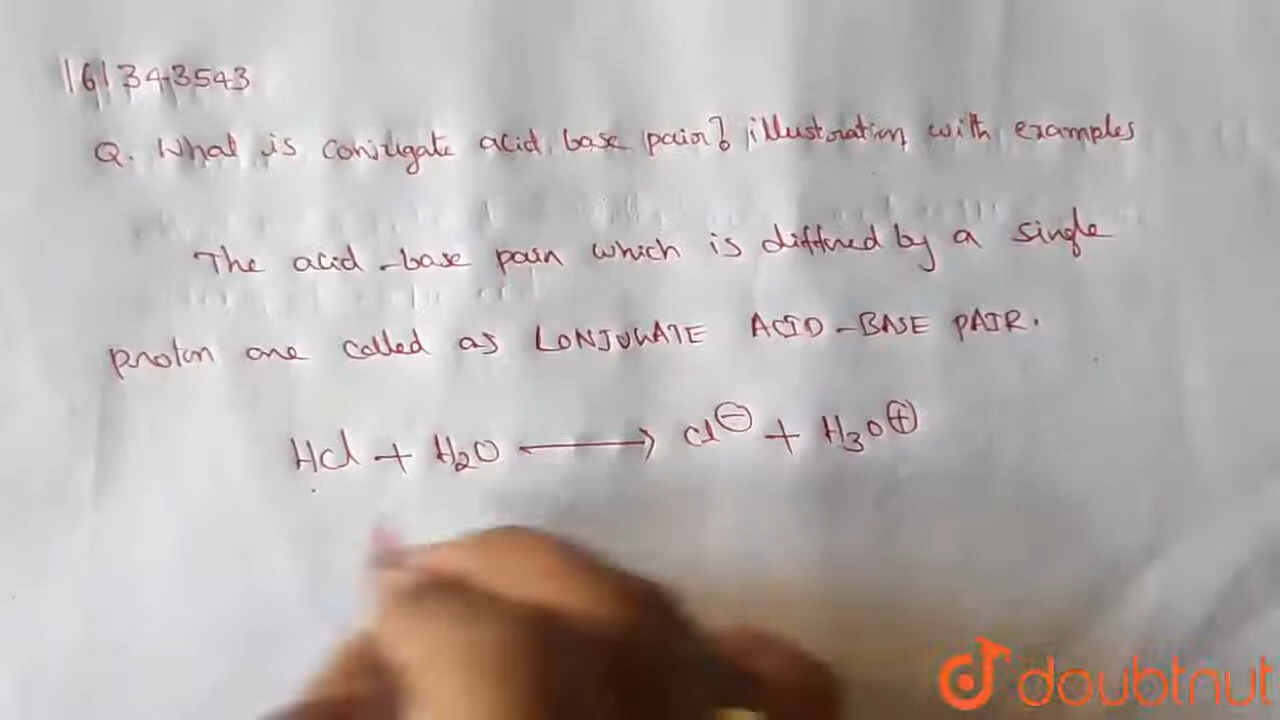 161343543
Q. What is conjugate acid base pair? illustration with examples
The acid-base pair which is differed by a single
proton are called as CONJUGATE ACID-BASE PAIR.
HCl + H₂O ⟶ Cl⊖ + H₃O⊕
doubtnut